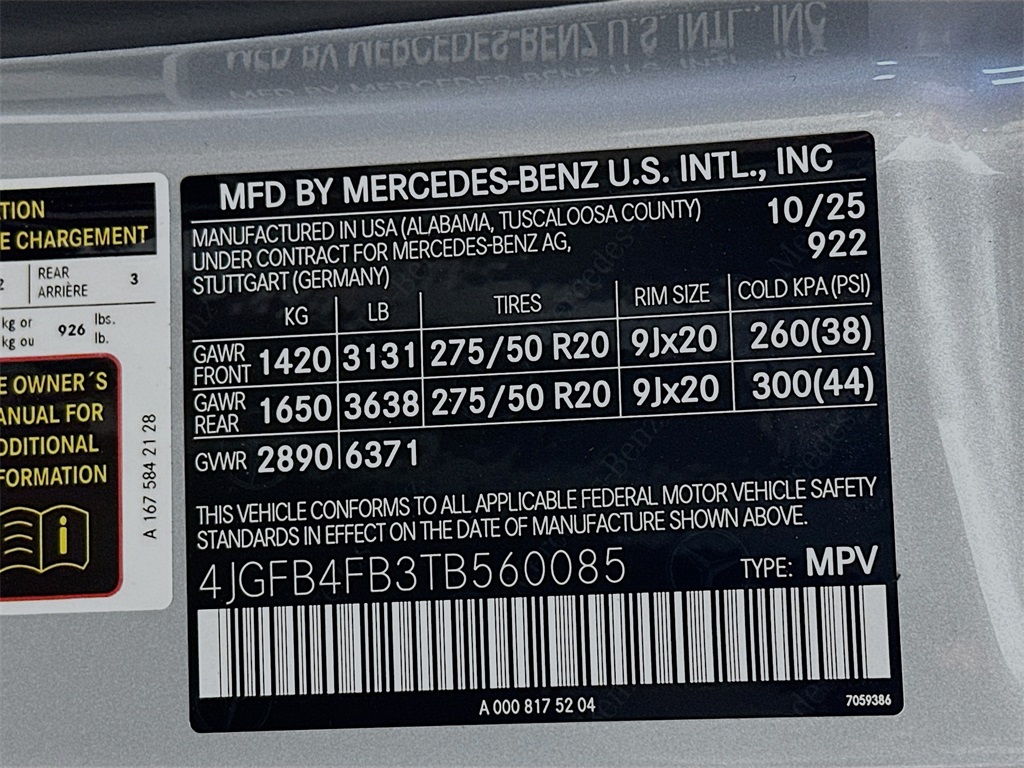 MFD BY MERCEDES-BENZ U.S. INTL., INC
MANUFACTURED IN USA (ALABAMA, TUSCALOOSA COUNTY) 10/25
UNDER CONTRACT FOR MERCEDES-BENZ AG, 922
STUTTGART (GERMANY)
KG LB TIRES RIM SIZE COLD KPA (PSI)
GAWR FRONT 1420 3131 275/50 R20 9Jx20 260(38)
GAWR REAR 1650 3638 275/50 R20 9Jx20 300(44)
GVWR 2890 6371
THIS VEHICLE CONFORMS TO ALL APPLICABLE FEDERAL MOTOR VEHICLE SAFETY
STANDARDS IN EFFECT ON THE DATE OF MANUFACTURE SHOWN ABOVE.
4JGFB4FB3TB560085 TYPE: MPV
A 000 817 52 04 7059386
TION
E CHARGEMENT
2 REAR 3
ARRIÈRE
kg or 926 lbs.
kg ou lb.
E OWNER´S
ANUAL FOR
DDITIONAL
FORMATION
i
A 167 584 21 28